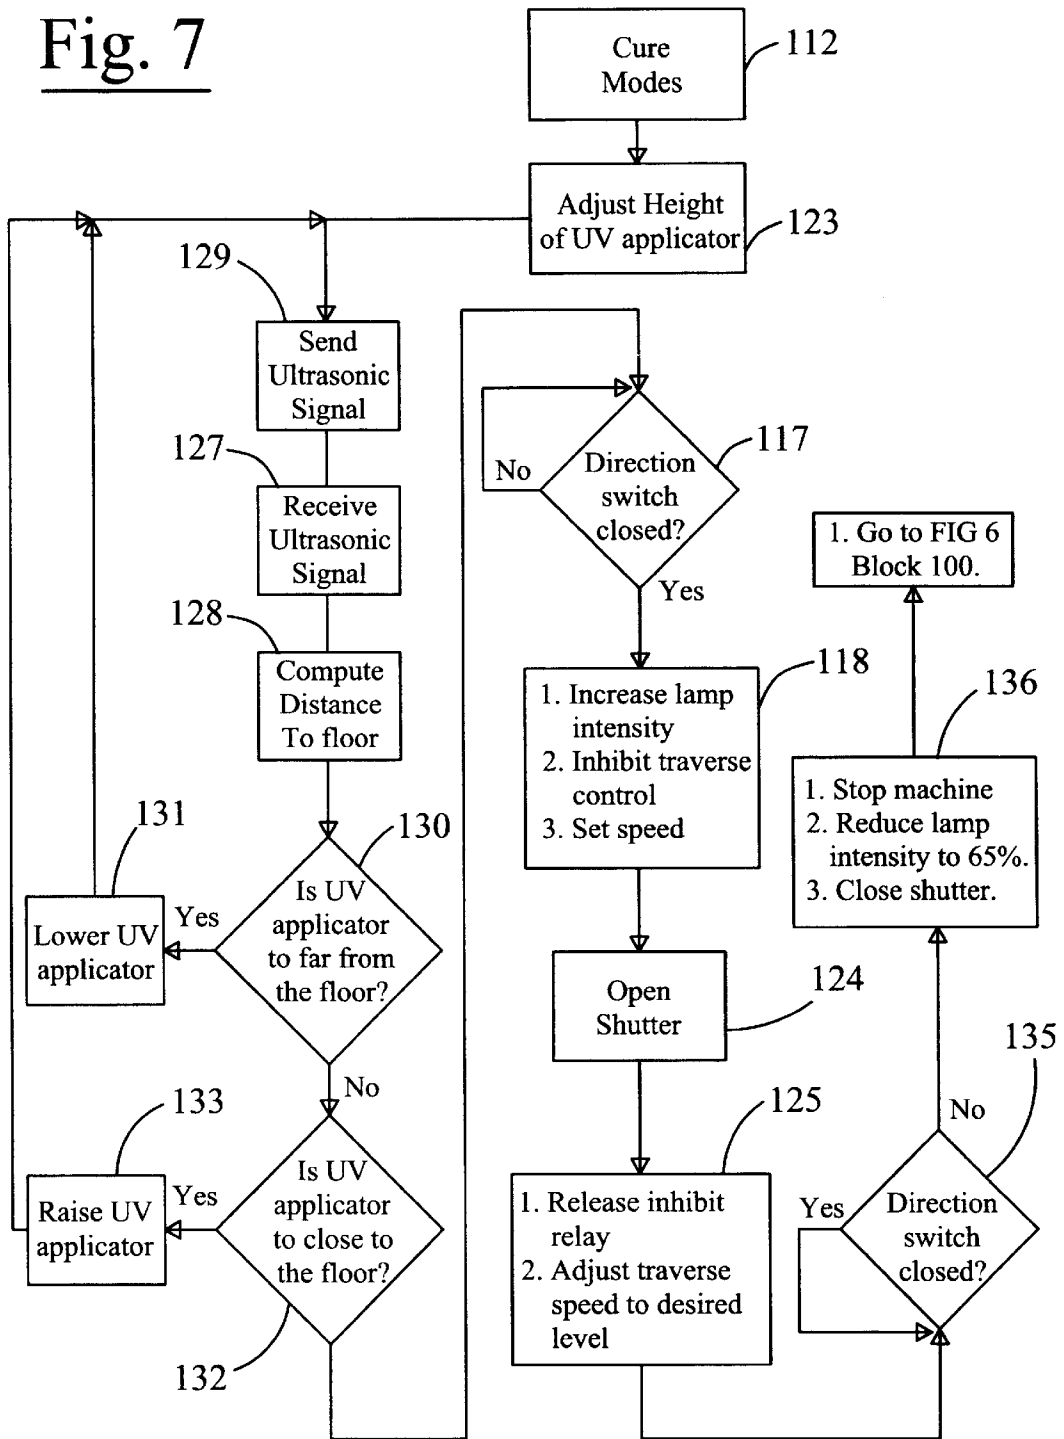 Fig. 7
Cure
Modes
112
Adjust Height
of UV applicator
123
129
Send
Ultrasonic
Signal
127
Receive
Ultrasonic
Signal
128
Compute
Distance
To floor
130
Is UV
applicator
to far from
the floor?
Yes
131
Lower UV
applicator
No
Is UV
applicator
to close to
the floor?
132
Yes
133
Raise UV
applicator
117
Direction
switch
closed?
No
Yes
118
1. Increase lamp
intensity
2. Inhibit traverse
control
3. Set speed
Open
Shutter
124
125
1. Release inhibit
relay
2. Adjust traverse
speed to desired
level
135
Direction
switch
closed?
Yes
No
136
1. Stop machine
2. Reduce lamp
intensity to 65%.
3. Close shutter.
1. Go to FIG 6
Block 100.